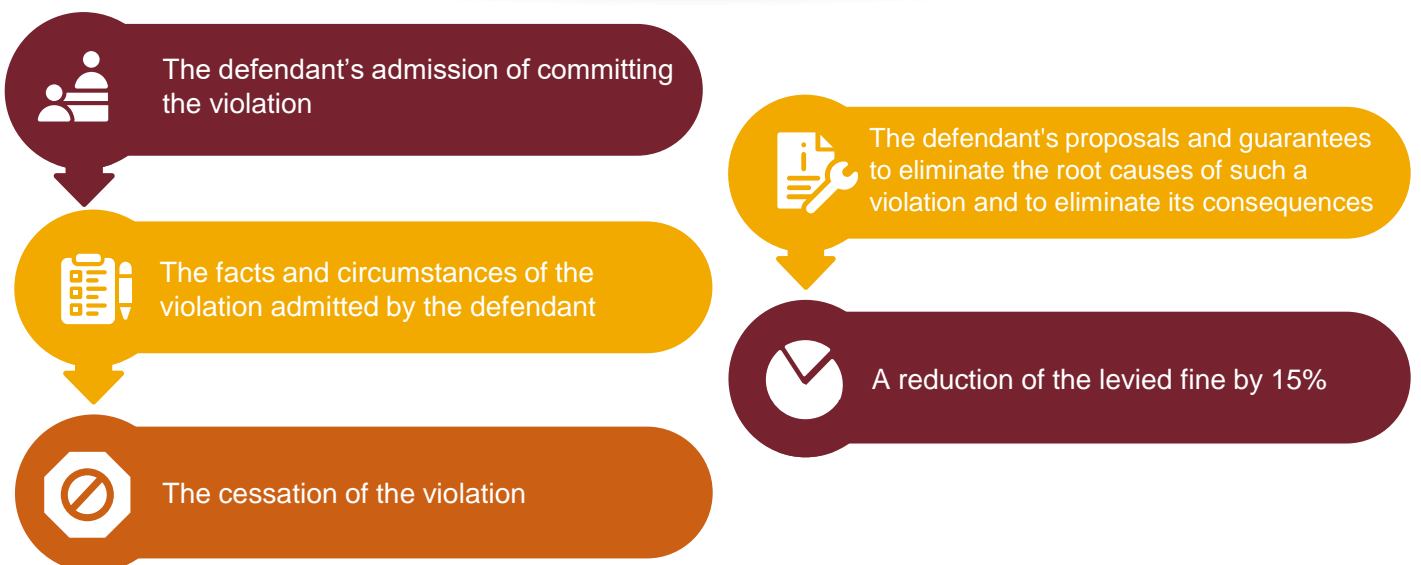 The defendant’s admission of committing
the violation
The facts and circumstances of the
violation admitted by the defendant
The cessation of the violation
The defendant's proposals and guarantees
to eliminate the root causes of such a
violation and to eliminate its consequences
A reduction of the levied fine by 15%